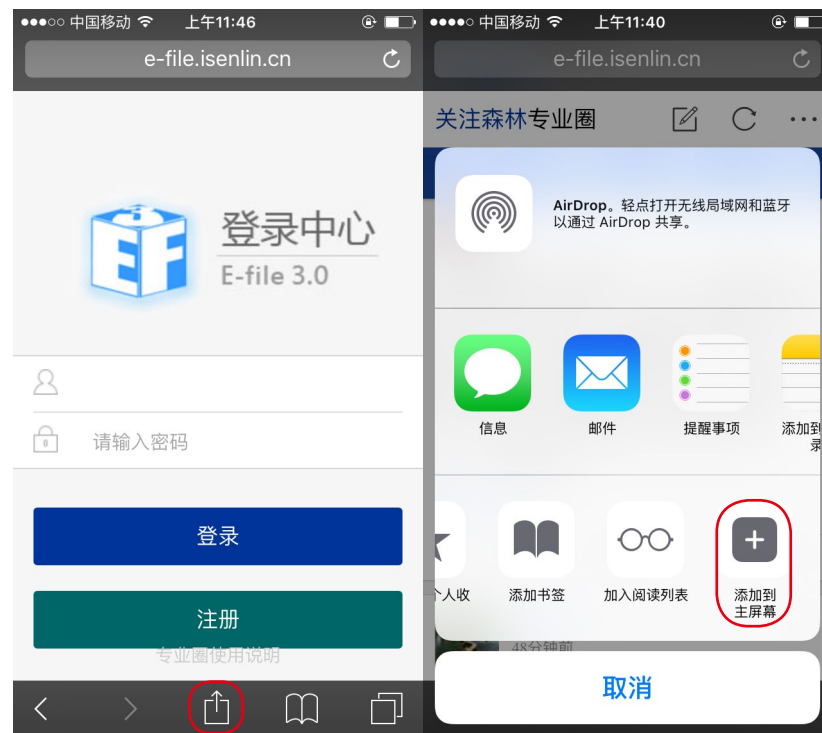 中国移动 上午11:46
e-file.isenlin.cn
EF
登录中心
E-file 3.0
请输入密码
登录
注册
专业圈使用说明
中国移动 上午11:40
e-file.isenlin.cn
关注森林专业圈
AirDrop。轻点打开无线局域网和蓝牙
以通过 AirDrop 共享。
信息
邮件
提醒事项
添加到
录
个人收
添加书签
加入阅读列表
添加到
主屏幕
48分钟前
取消